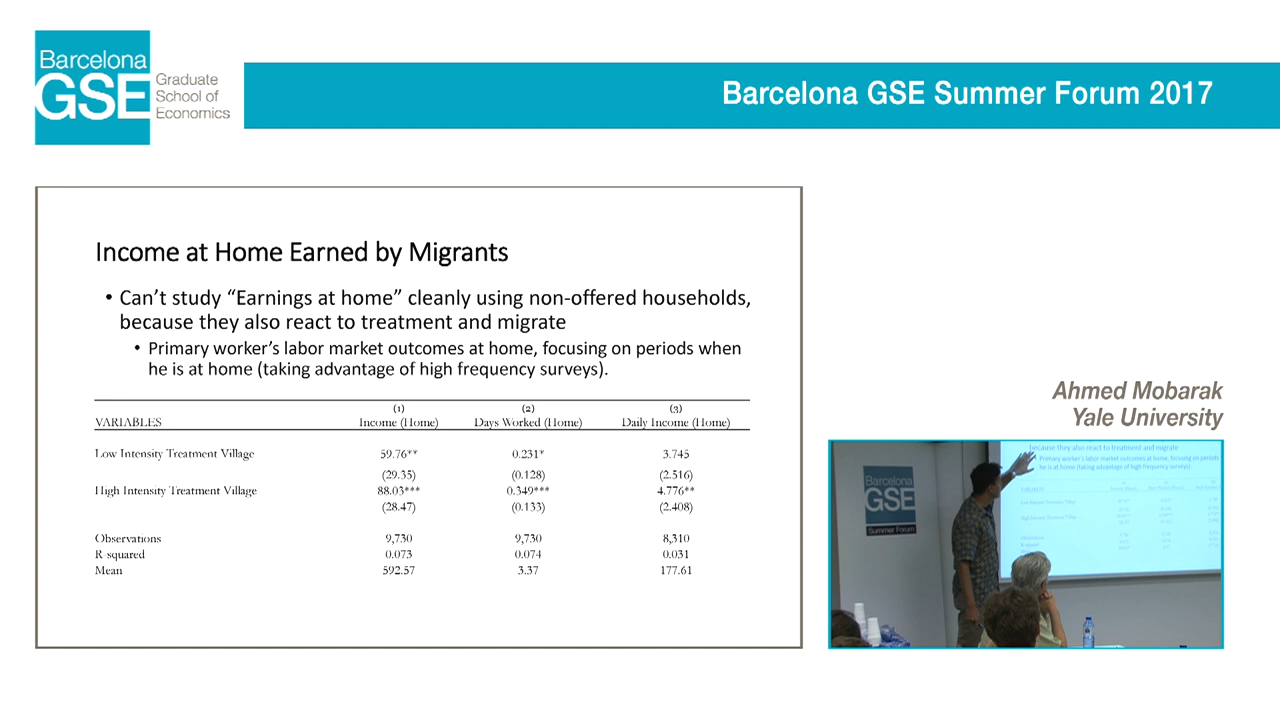 Barcelona
GSE
Graduate
School of
Economics
Barcelona GSE Summer Forum 2017
Income at Home Earned by Migrants
• Can’t study “Earnings at home” cleanly using non-offered households,
because they also react to treatment and migrate
• Primary worker’s labor market outcomes at home, focusing on periods when
he is at home (taking advantage of high frequency surveys).
(1) (2) (3)
VARIABLES Income (Home) Days Worked (Home) Daily Income (Home)
Low Intensity Treatment Village 59.76** 0.231* 3.745
(29.35) (0.128) (2.516)
High Intensity Treatment Village 88.03*** 0.349*** 4.776**
(28.47) (0.133) (2.408)
Observations 9,730 9,730 8,310
R-squared 0.073 0.074 0.031
Mean 592.57 3.37 177.61
Ahmed Mobarak
Yale University
because they also react to treatment and migrate
Primary worker’s labor market outcomes at home, focusing on periods
he is at home (taking advantage of high frequency surveys)
Barcelona
GSE
Summer Forum